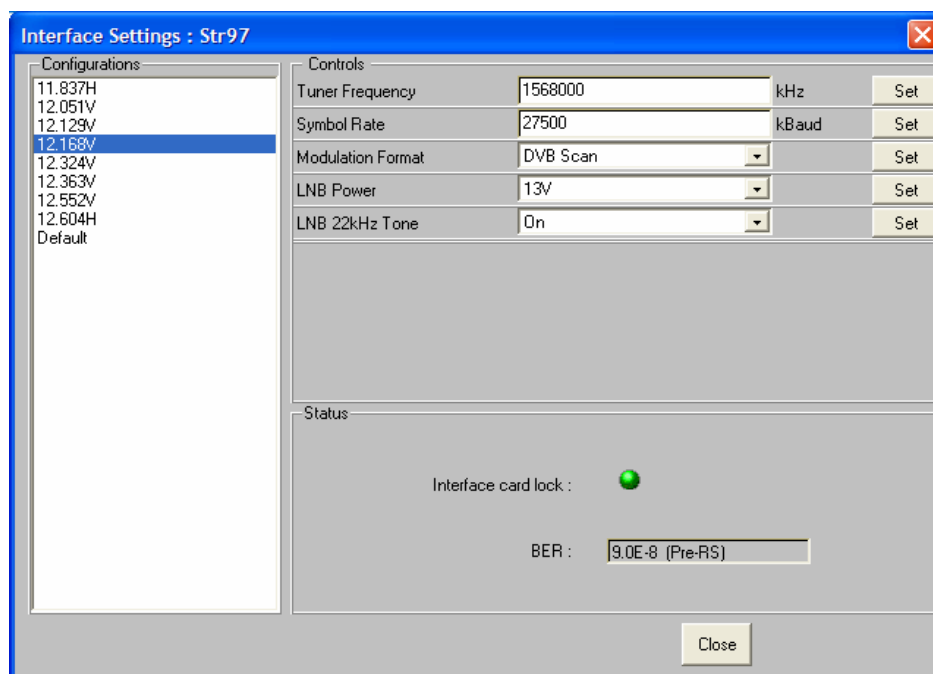 Interface Settings : Str97
Configurations
11.837H
12.051V
12.129V
12.168V
12.324V
12.363V
12.552V
12.604H
Default
Controls
Tuner Frequency 1568000 kHz Set
Symbol Rate 27500 kBaud Set
Modulation Format DVB Scan Set
LNB Power 13V Set
LNB 22kHz Tone On Set
Status
Interface card lock :
BER : 9.0E-8 (Pre-RS)
Close